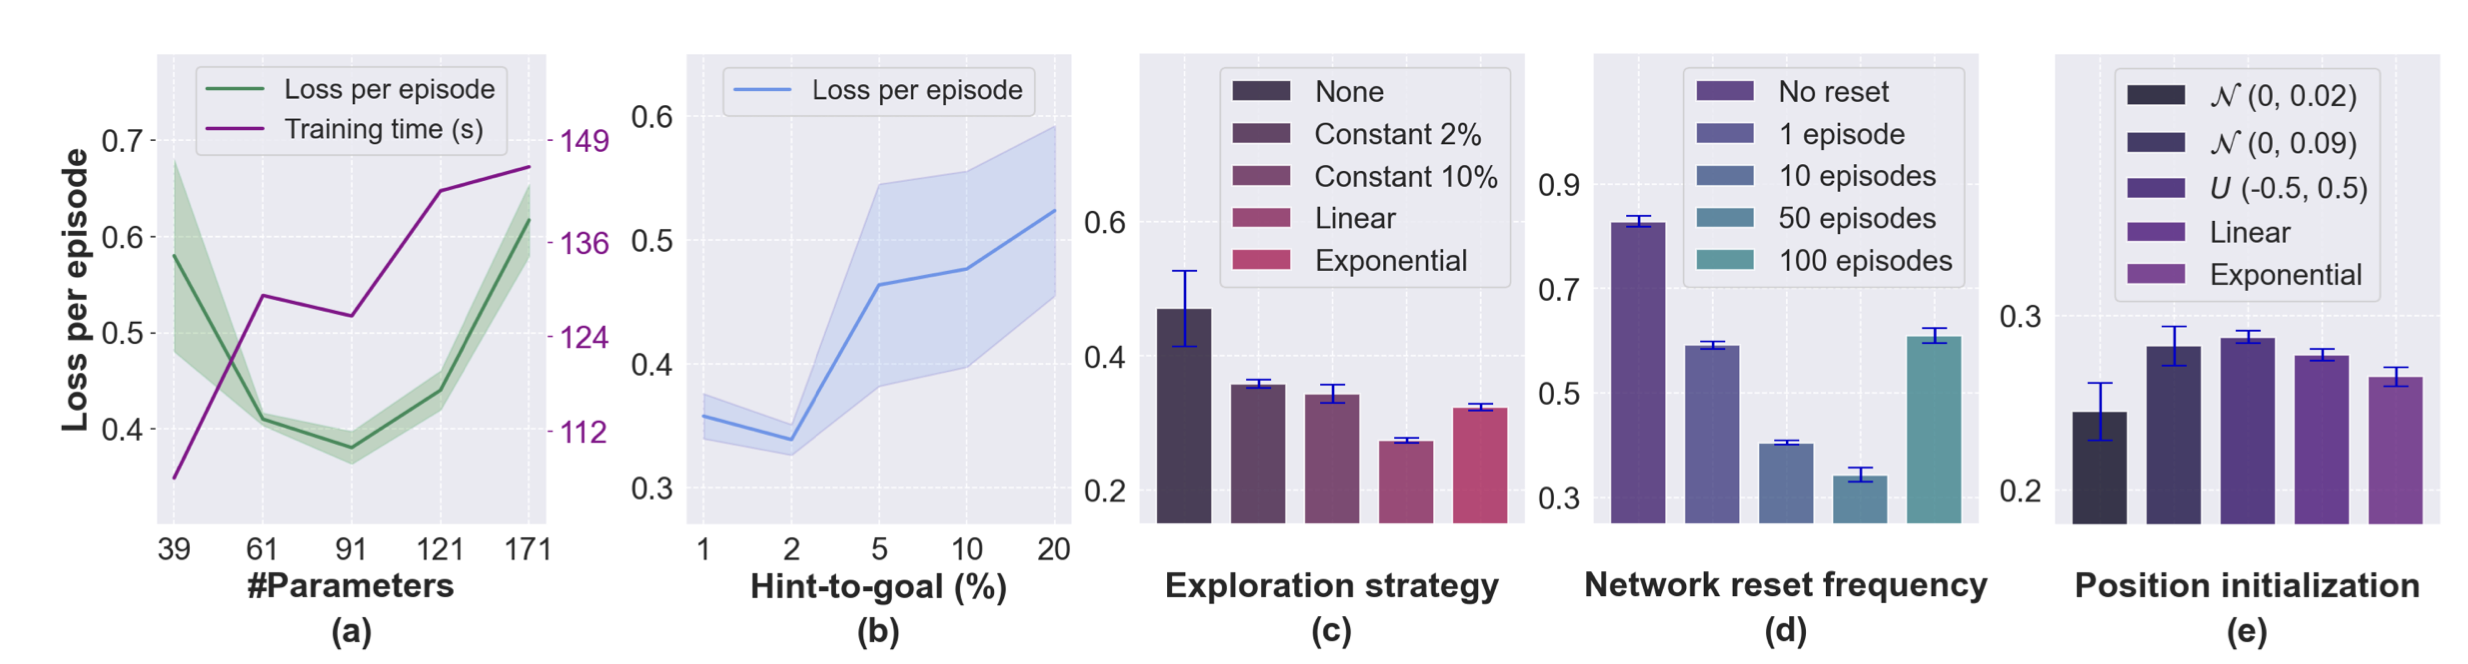 Loss per episode
0.7
0.6
0.5
0.4
Loss per episode
Training time (s)
149
136
124
112
39 61 91 121 171
#Parameters
(a)
0.6
0.5
0.4
0.3
Loss per episode
1 2 5 10 20
Hint-to-goal (%)
(b)
0.6
0.4
0.2
None
Constant 2%
Constant 10%
Linear
Exponential
Exploration strategy
(c)
0.9
0.7
0.5
0.3
No reset
1 episode
10 episodes
50 episodes
100 episodes
Network reset frequency
(d)
0.3
0.2
𝒩 (0, 0.02)
𝒩 (0, 0.09)
U (-0.5, 0.5)
Linear
Exponential
Position initialization
(e)